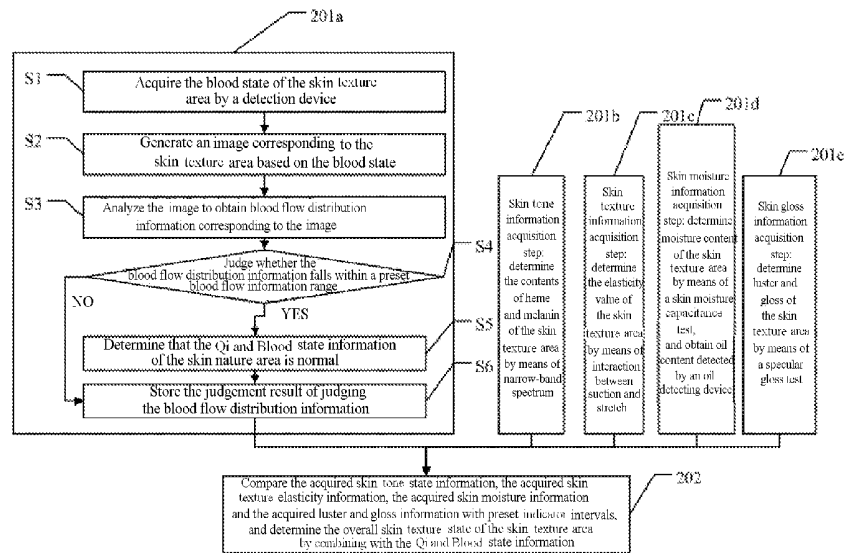 201a
S1
Acquire the blood state of the skin texture
area by a detection device
S2
Generate an image corresponding to the
skin texture area based on the blood state
S3
Analyze the image to obtain blood flow distribution
information corresponding to the image
S4
Judge whether the
blood flow distribution information falls within a preset
blood flow information range
NO
YES
S5
Determine that the Qi and Blood state information
of the skin nature area is normal
S6
Store the judgement result of judging
the blood flow distribution information
201b
Skin tone
information
acquisition
step:
determine
the contents
of heme
and melanin
of the skin
texture area
by means of
narrow-band
spectrum
201c
Skin
texture
information
acquisition
step:
determine
the elasticity
value of
the skin
texture area
by means of
interaction
between
suction and
stretch
201d
Skin moisture
information
acquisition
step: determine
moisture content
of the skin
texture area
by means of
a skin moisture
capacitance
test,
and obtain oil
content detected
by an oil
detecting device
201e
Skin gloss
information
acquisition
step:
determine
luster and
gloss of
the skin
texture area
by means of
a specular
gloss test
202
Compare the acquired skin tone state information, the acquired skin
texture elasticity information, the acquired skin moisture information
and the acquired luster and gloss information with preset indicator intervals,
and determine the overall skin texture state of the skin texture area
by combining with the Qi and Blood state information